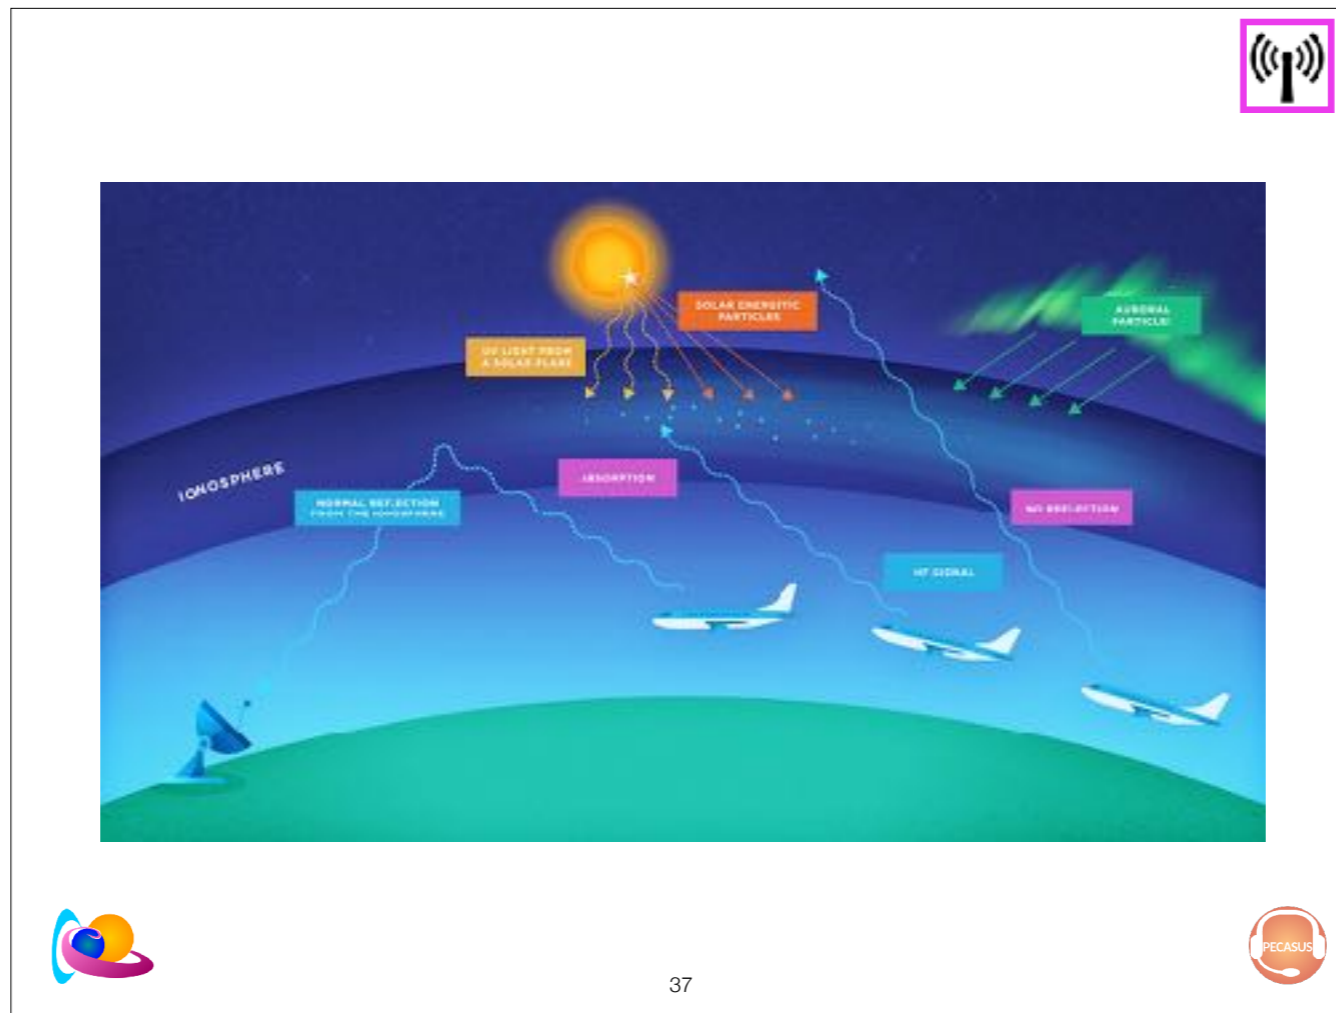 SOLAR ENERGETIC
PARTICLES
AURORAL
PARTICLES
UV LIGHT FROM
A SOLAR FLARE
IONOSPHERE
ABSORPTION
NORMAL REFLECTION
FROM THE IONOSPHERE
NO REFLECTION
HF SIGNAL
PECASUS
37